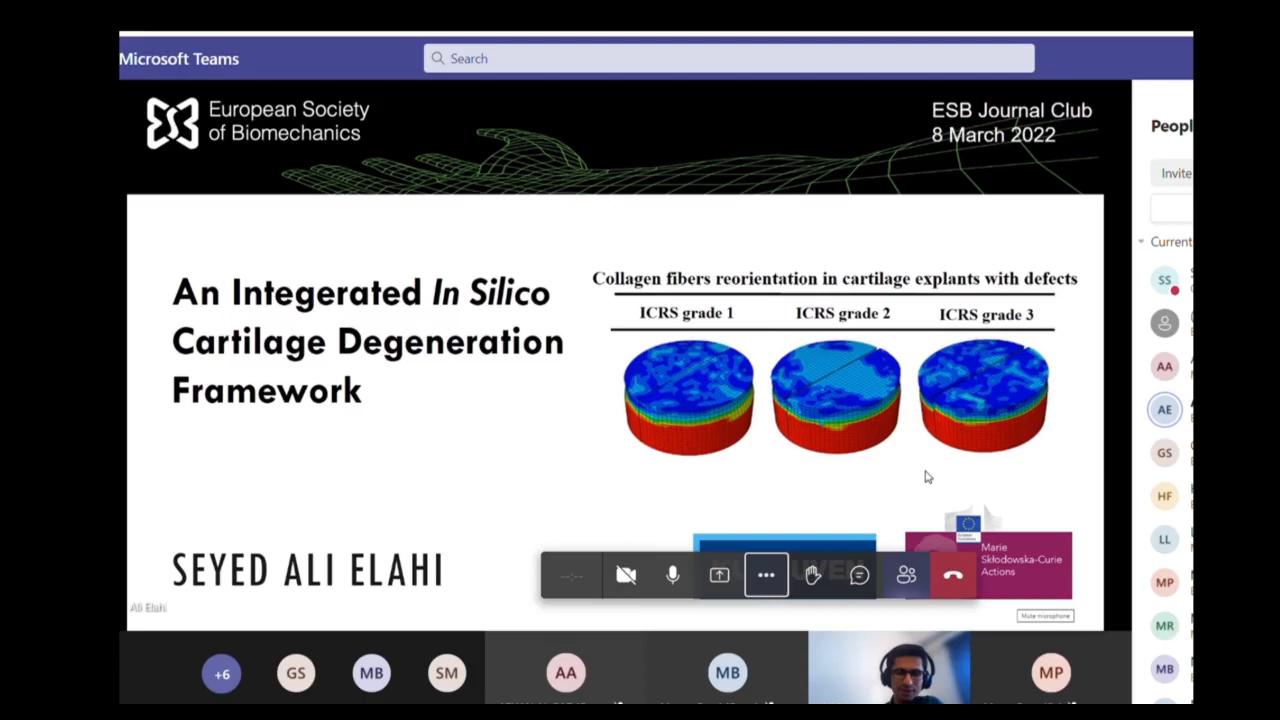 Microsoft Teams
Search
European Society
of Biomechanics
ESB Journal Club
8 March 2022
Peopl
Invite
Current
An Integerated In Silico
Cartilage Degeneration
Framework
Collagen fibers reorientation in cartilage explants with defects
ICRS grade 1
ICRS grade 2
ICRS grade 3
SS
AA
AE
GS
HF
LL
MP
MR
MB
SEYED ALI ELAHI
Marie
Skłodowska-Curie
Actions
--:--
Ali Elahi
Mute microphone
+6
GS
MB
SM
AA
MB
MP